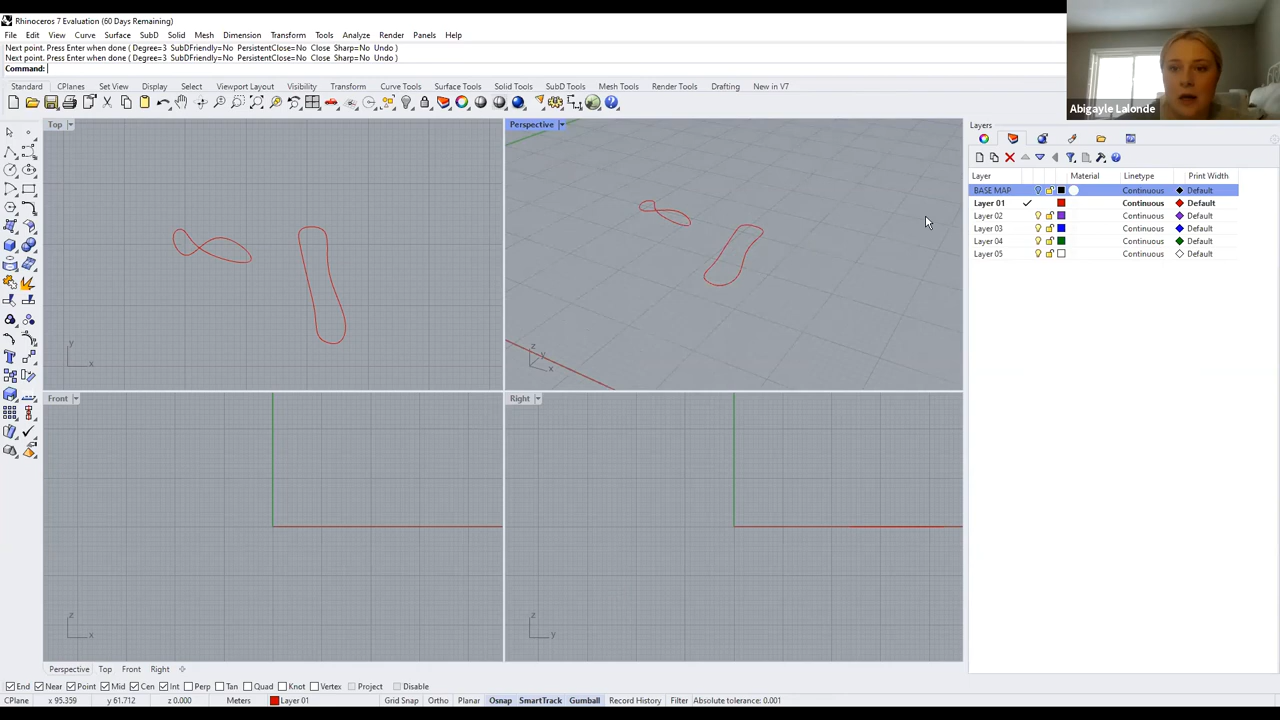 Rhinoceros 7 Evaluation (60 Days Remaining)
File Edit View Curve Surface SubD Solid Mesh Dimension Transform Tools Analyze Render Panels Help
Next point. Press Enter when done ( Degree=3 SubDFriendly=No PersistentClose=No Close Sharp=No Undo )
Next point. Press Enter when done ( Degree=3 SubDFriendly=No PersistentClose=No Close Sharp=No Undo )
Command:
Abigayle Lalonde
Standard CPlanes Set View Display Select Viewport Layout Visibility Transform Curve Tools Surface Tools Solid Tools SubD Tools Mesh Tools Render Tools Drafting New in V7
Top
Perspective
Layers
Layer Material Linetype Print Width
BASE MAP Continuous Default
Layer 01 Continuous Default
Layer 02 Continuous Default
Layer 03 Continuous Default
Layer 04 Continuous Default
Layer 05 Continuous Default
y
x
z
y
x
Front
Right
z
x
z
y
Perspective Top Front Right
End Near Point Mid Cen Int Perp Tan Quad Knot Vertex Project Disable
CPlane x 95.359 y 61.712 z 0.000 Meters Layer 01 Grid Snap Ortho Planar Osnap SmartTrack Gumball Record History Filter Absolute tolerance: 0.001